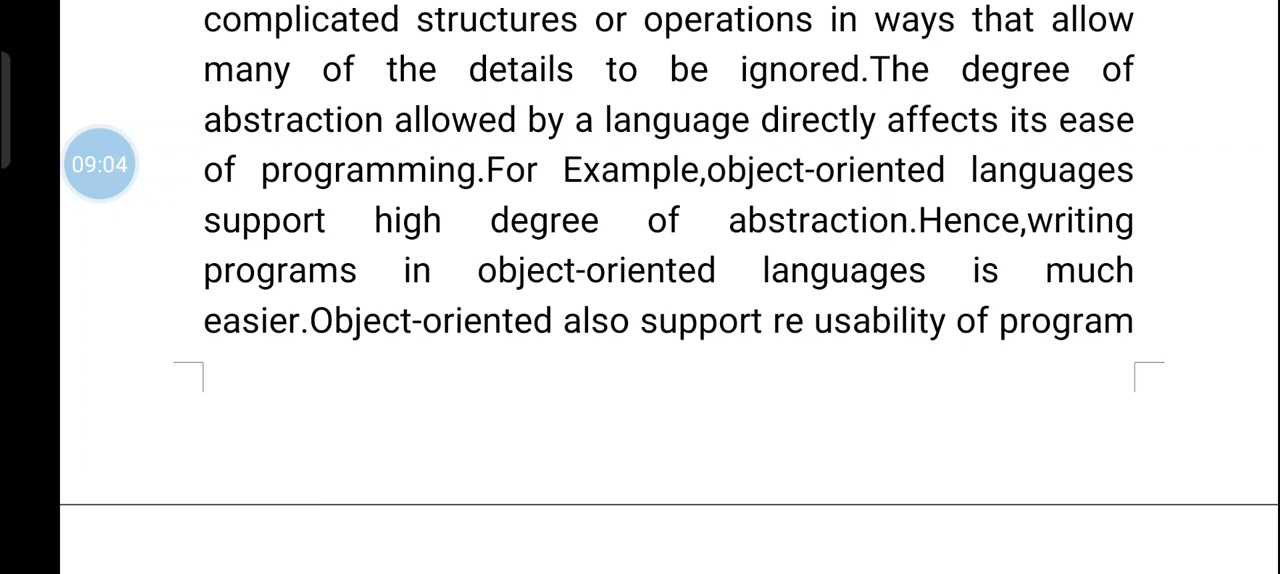 complicated structures or operations in ways that allow
many of the details to be ignored.The degree of
abstraction allowed by a language directly affects its ease
09:04
of programming.For Example,object-oriented languages
support high degree of abstraction.Hence,writing
programs in object-oriented languages is much
easier.Object-oriented also support re usability of program